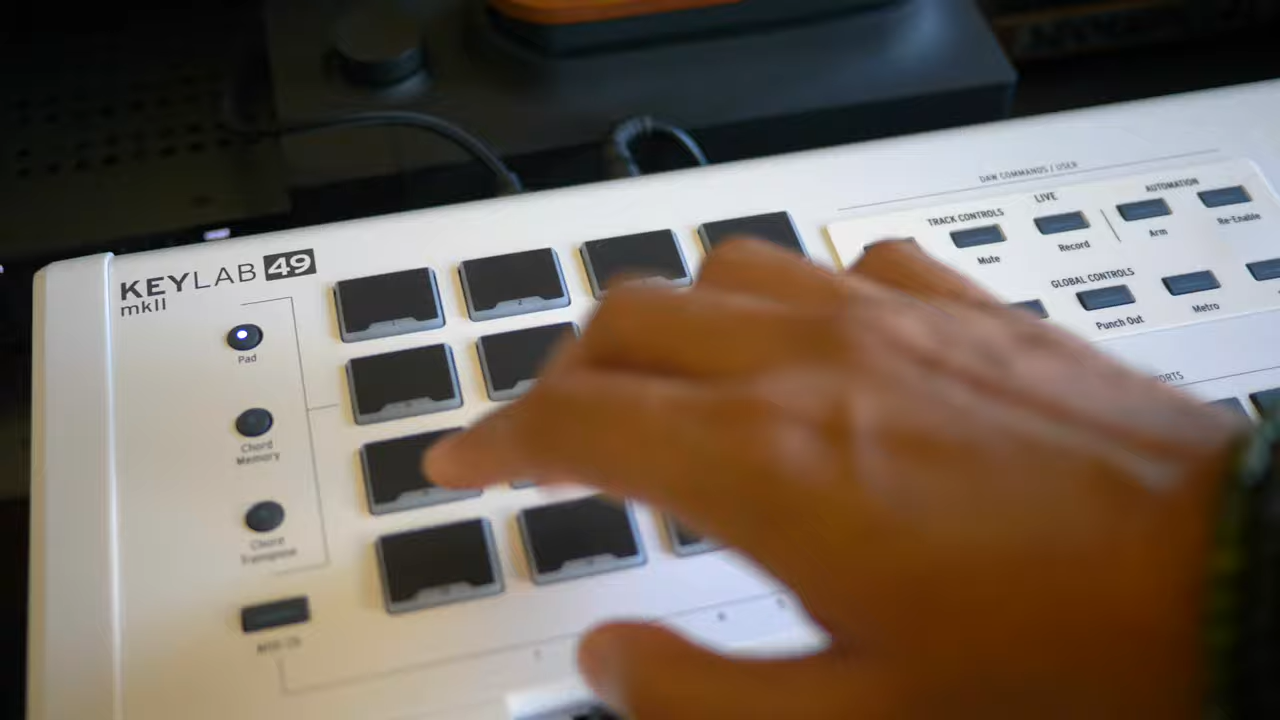 KEYLAB 49
mkII
Pad
Chord
Memory
Chord
Transpose
DAW COMMANDS / USER
TRACK CONTROLS
LIVE
AUTOMATION
Mute
Record
Arm
Re-Enable
GLOBAL CONTROLS
Punch Out
Metro